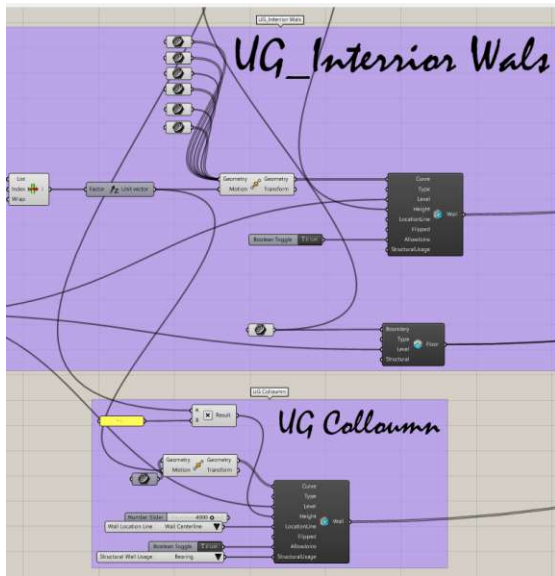 UG_Interrior Wals
UG_Interrior Wals
List
Index i
Wrap
Factor Unit vector
Geometry Geometry
Motion Transform
Curve
Type
Level
Height
LocationLine
Flipped
AllowJoins
StructuralUsage
Wall
Boolean Toggle True
Boundary
Type
Level
Structural
Floor
UG Colloumn
UG Colloumn
A
B
Result
Geometry Geometry
Motion Transform
Curve
Type
Level
Height
LocationLine
Flipped
AllowJoins
StructuralUsage
Wall
Number Slider 4000
Wall Location Line Wall Centerline
Boolean Toggle True
Structural Wall Usage Bearing